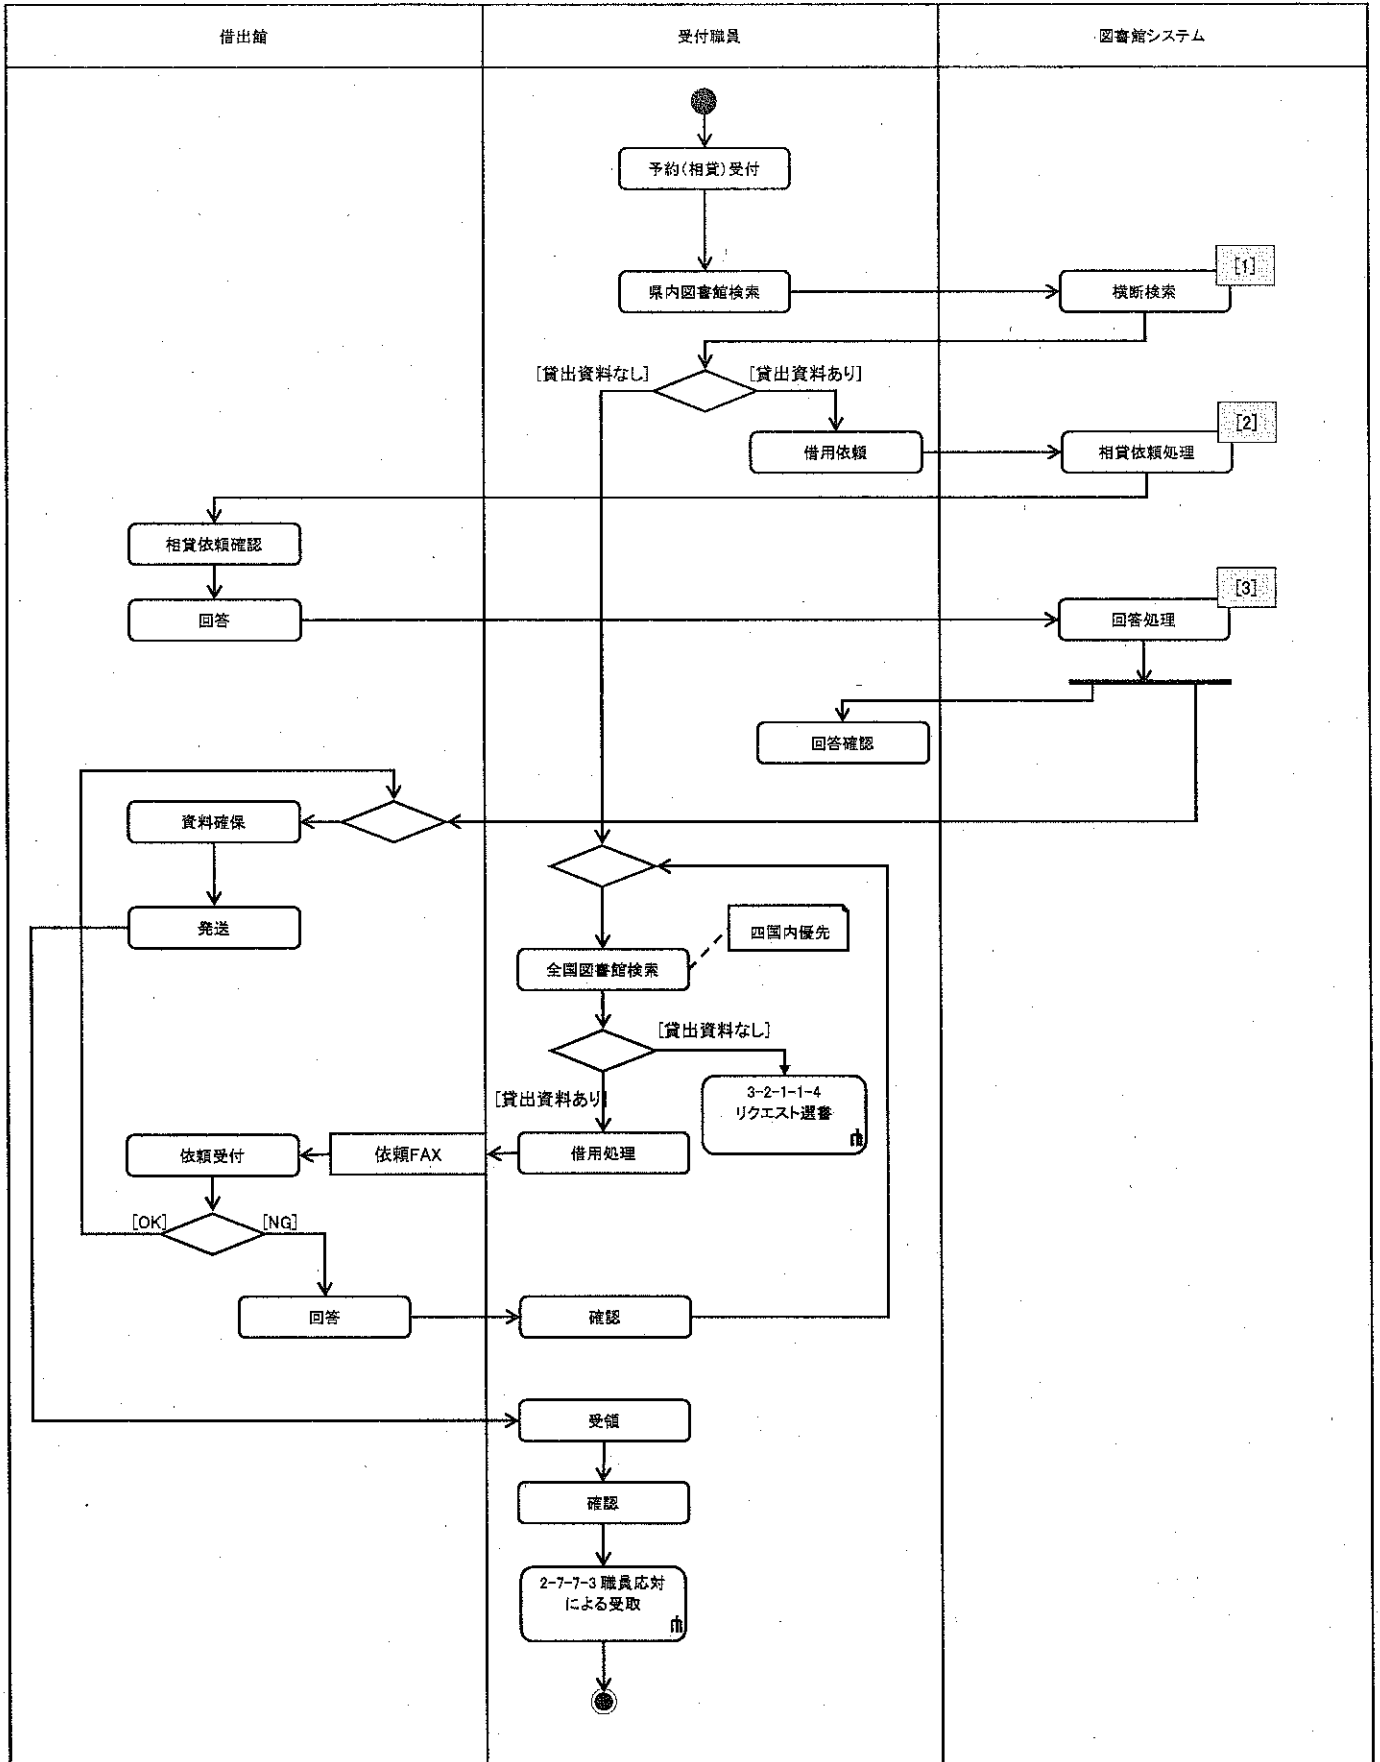 借出館
受付職員
図書館システム
予約(相貸)受付
県内図書館検索
[1]
横断検索
[貸出資料なし]
[貸出資料あり]
借用依頼
[2]
相貸依頼処理
相貸依頼確認
回答
[3]
回答処理
回答確認
資料確保
発送
四国内優先
全国図書館検索
[貸出資料なし]
3-2-1-1-4
リクエスト選書
[貸出資料あり]
依頼受付
依頼FAX
借用処理
[OK]
[NG]
回答
確認
受領
確認
2-7-7-3 職員応対
による受取